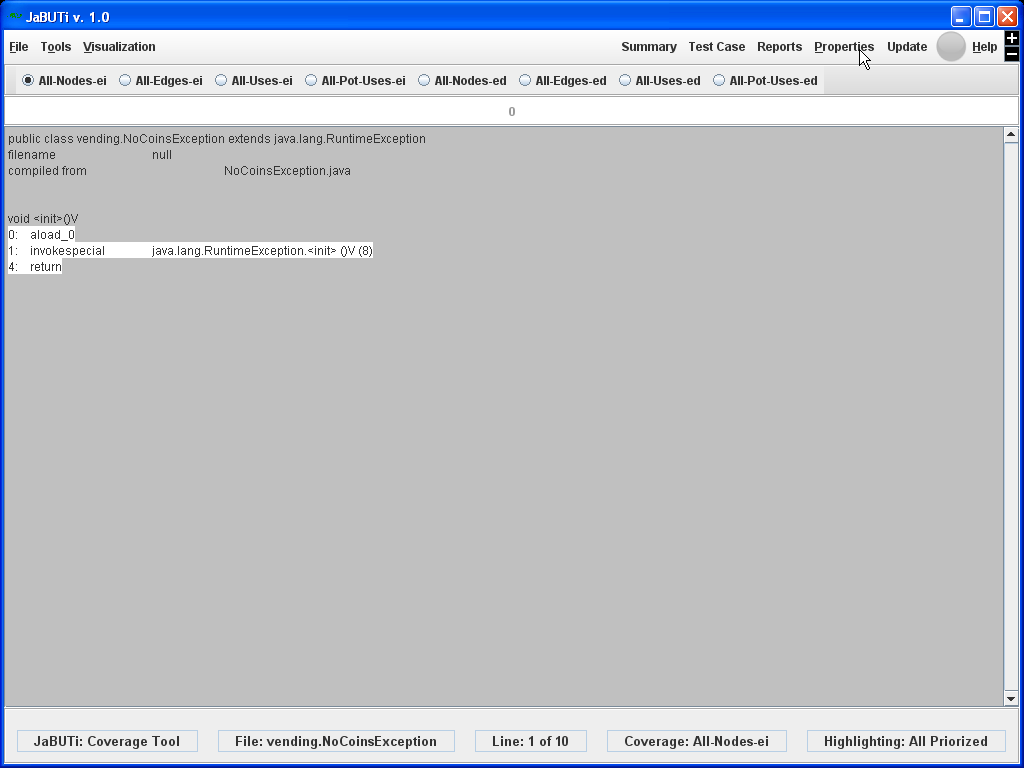 JaBUTi v. 1.0
File Tools Visualization Summary Test Case Reports Properties Update Help
All-Nodes-ei All-Edges-ei All-Uses-ei All-Pot-Uses-ei All-Nodes-ed All-Edges-ed All-Uses-ed All-Pot-Uses-ed
0
public class vending.NoCoinsException extends java.lang.RuntimeException
filename null
compiled from NoCoinsException.java
void <init>()V
0: aload_0
1: invokespecial java.lang.RuntimeException.<init> ()V (8)
4: return
JaBUTi: Coverage Tool File: vending.NoCoinsException Line: 1 of 10 Coverage: All-Nodes-ei Highlighting: All Priorized